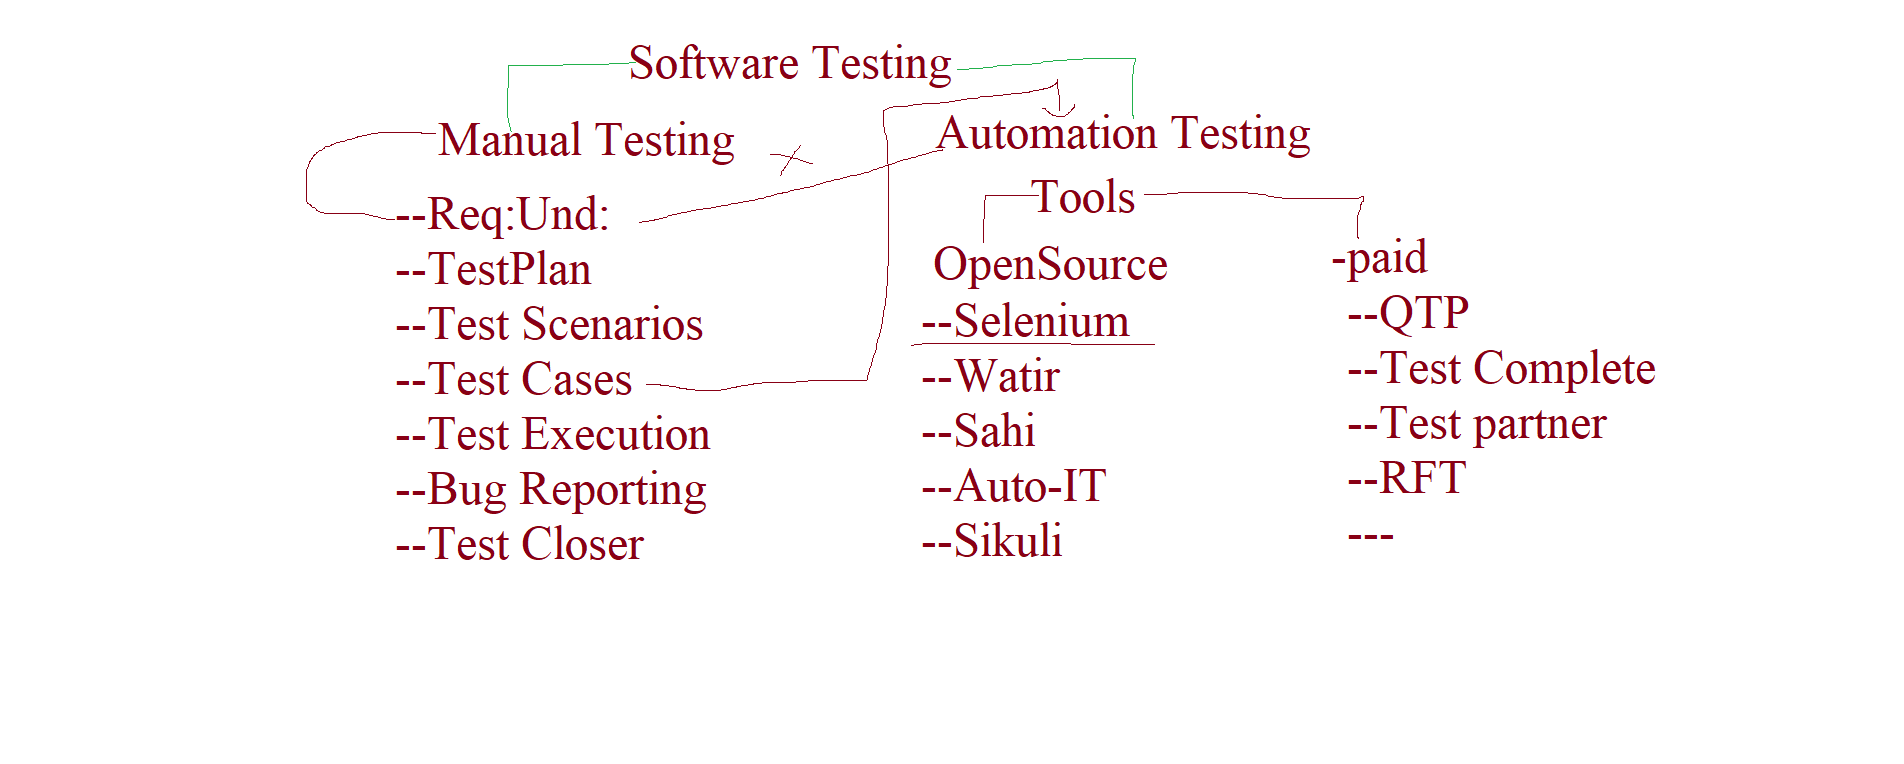 Software Testing
Manual Testing
Automation Testing
--Req:Und:
--TestPlan
--Test Scenarios
--Test Cases
--Test Execution
--Bug Reporting
--Test Closer
Tools
OpenSource
--Selenium
--Watir
--Sahi
--Auto-IT
--Sikuli
-paid
--QTP
--Test Complete
--Test partner
--RFT
---